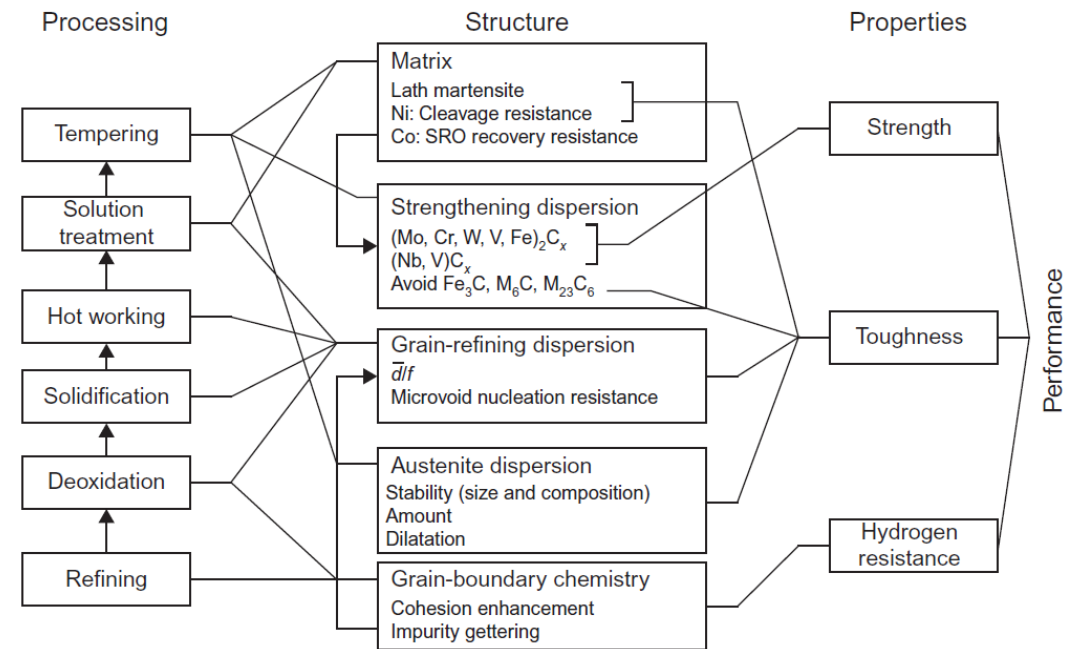 Processing
Structure
Properties
Tempering
Solution
treatment
Hot working
Solidification
Deoxidation
Refining
Matrix
Lath martensite
Ni: Cleavage resistance
Co: SRO recovery resistance
Strengthening dispersion
(Mo, Cr, W, V, Fe)₂Cₓ
(Nb, V)Cₓ
Avoid Fe₃C, M₆C, M₂₃C₆
Grain-refining dispersion
d̅/f
Microvoid nucleation resistance
Austenite dispersion
Stability (size and composition)
Amount
Dilatation
Grain-boundary chemistry
Cohesion enhancement
Impurity gettering
Strength
Toughness
Hydrogen
resistance
Performance